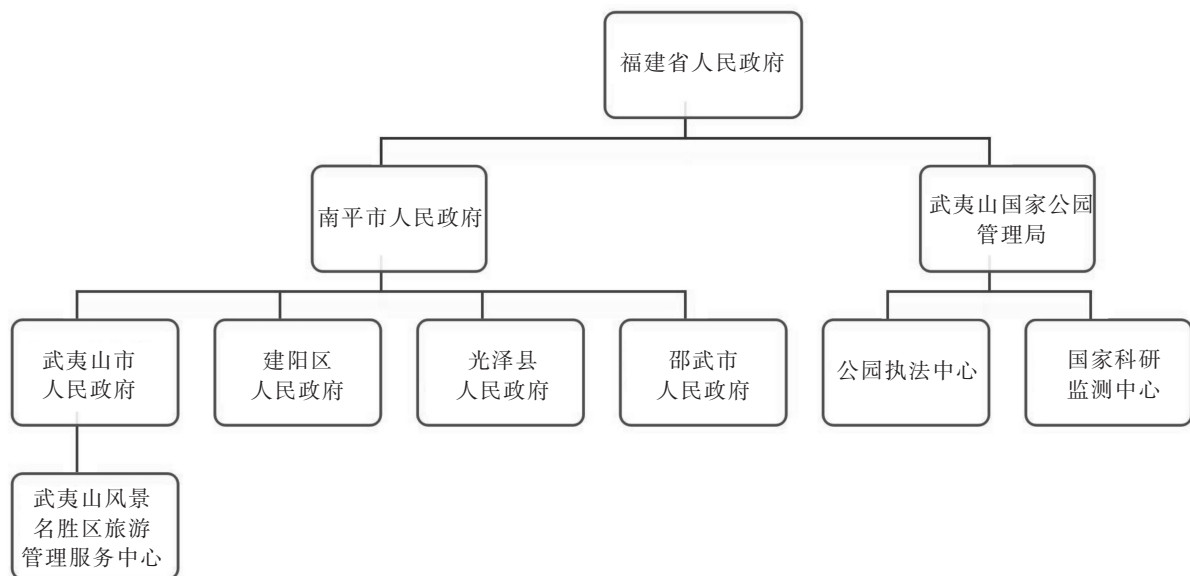 福建省人民政府
南平市人民政府
武夷山国家公园
管理局
武夷山市
人民政府
建阳区
人民政府
光泽县
人民政府
邵武市
人民政府
公园执法中心
国家科研
监测中心
武夷山风景
名胜区旅游
管理服务中心